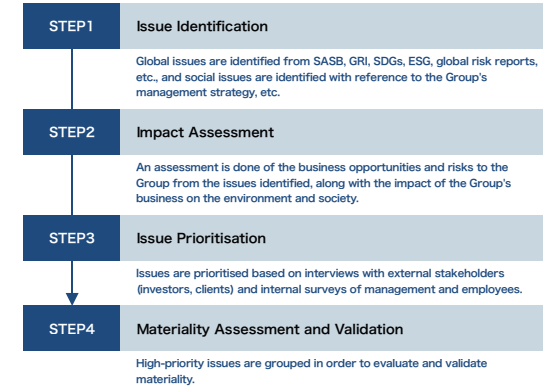 STEP1 Issue Identification
Global issues are identified from SASB, GRI, SDGs, ESG, global risk reports,
etc., and social issues are identified with reference to the Group's
management strategy, etc.
STEP2 Impact Assessment
An assessment is done of the business opportunities and risks to the
Group from the issues identified, along with the impact of the Group's
business on the environment and society.
STEP3 Issue Prioritisation
Issues are prioritised based on interviews with external stakeholders
(investors, clients) and internal surveys of management and employees.
STEP4 Materiality Assessment and Validation
High-priority issues are grouped in order to evaluate and validate
materiality.